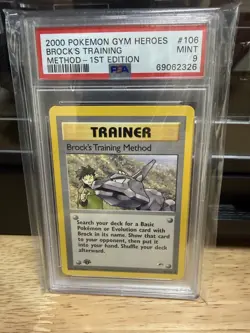 2000 POKEMON GYM HEROES #106
BROCK'S TRAINING MINT
METHOD - 1ST EDITION 9
PSA 69062326
TRAINER
Brock's Training Method
Search your deck for a Basic
Pokémon or Evolution card with
Brock in its name. Show that card
to your opponent, then put it
into your hand. Shuffle your deck
afterward.